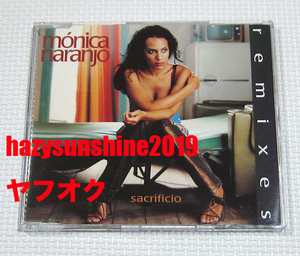 mónica
naranjo
remixes
hazysunshine2019
ヤフオク
sacrificio